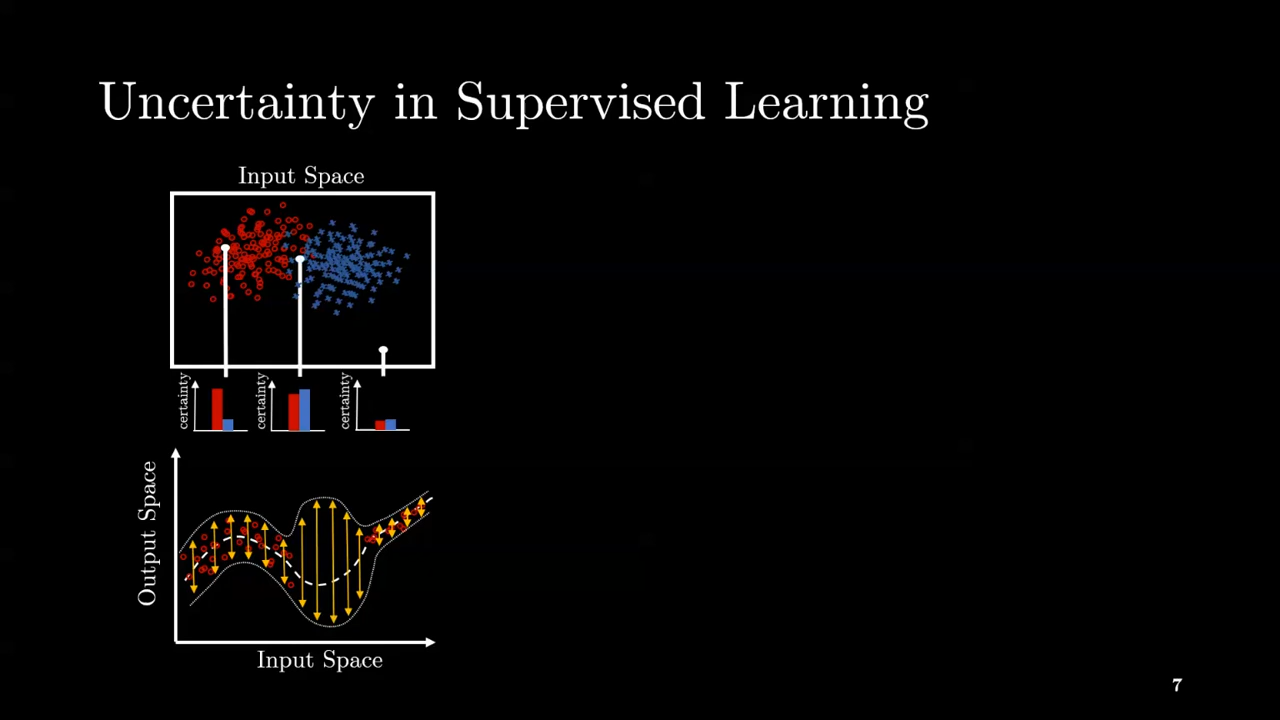 Uncertainty in Supervised Learning
Input Space
certainty
certainty
certainty
Output Space
Input Space
7